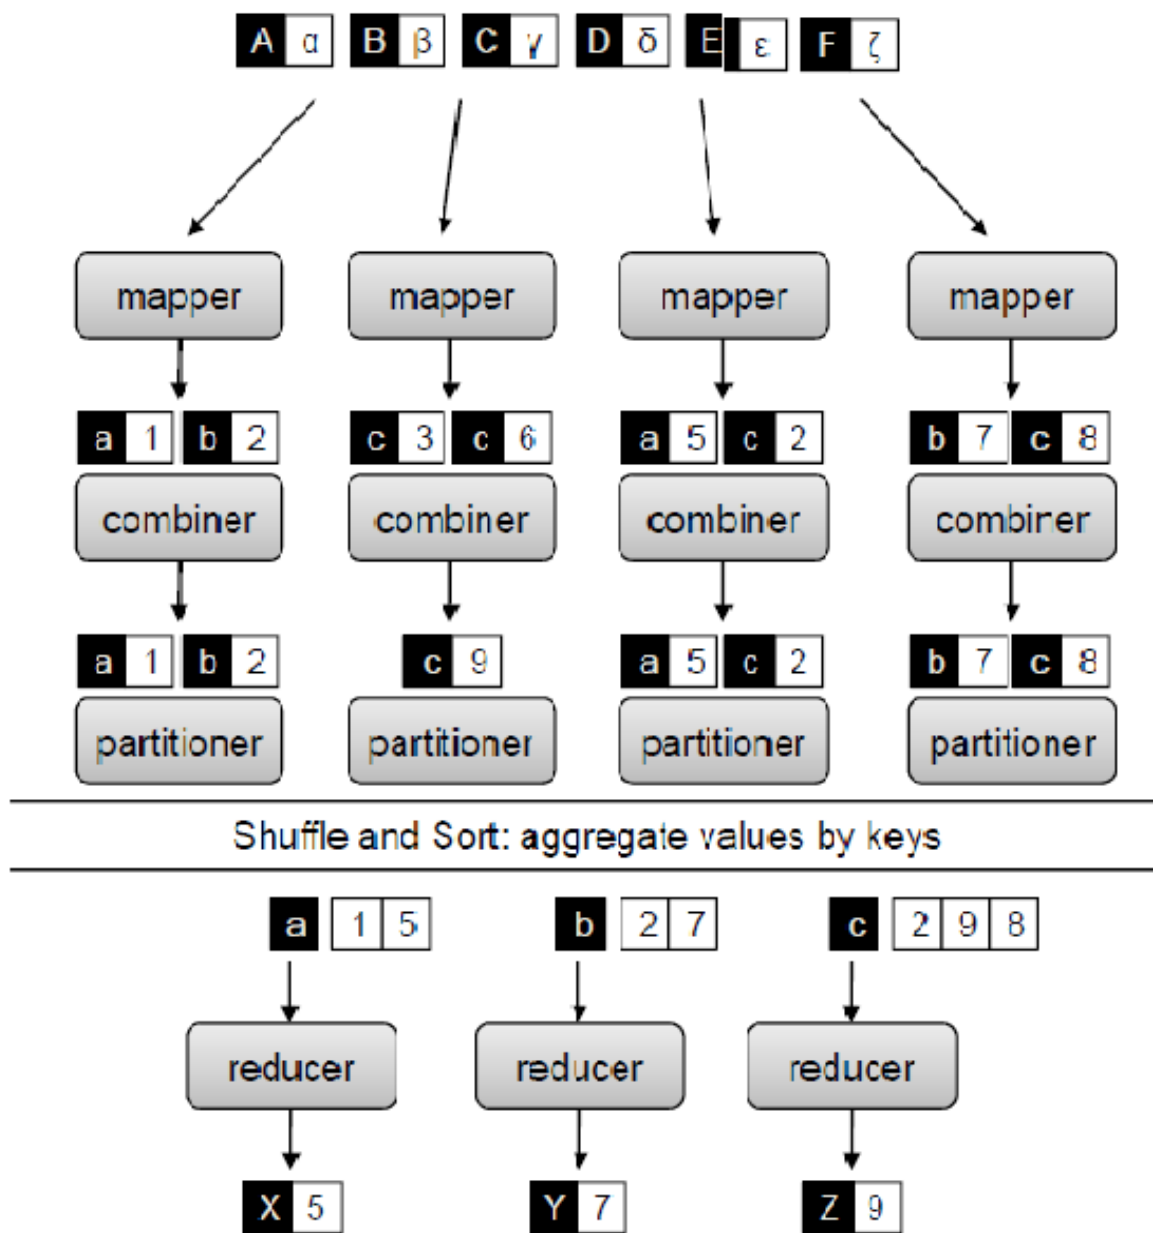 A α B β C γ D δ E ε F ζ
mapper mapper mapper mapper
a 1 b 2 c 3 c 6 a 5 c 2 b 7 c 8
combiner combiner combiner combiner
a 1 b 2 c 9 a 5 c 2 b 7 c 8
partitioner partitioner partitioner partitioner
Shuffle and Sort: aggregate values by keys
a 1 5 b 2 7 c 2 9 8
reducer reducer reducer
X 5 Y 7 Z 9